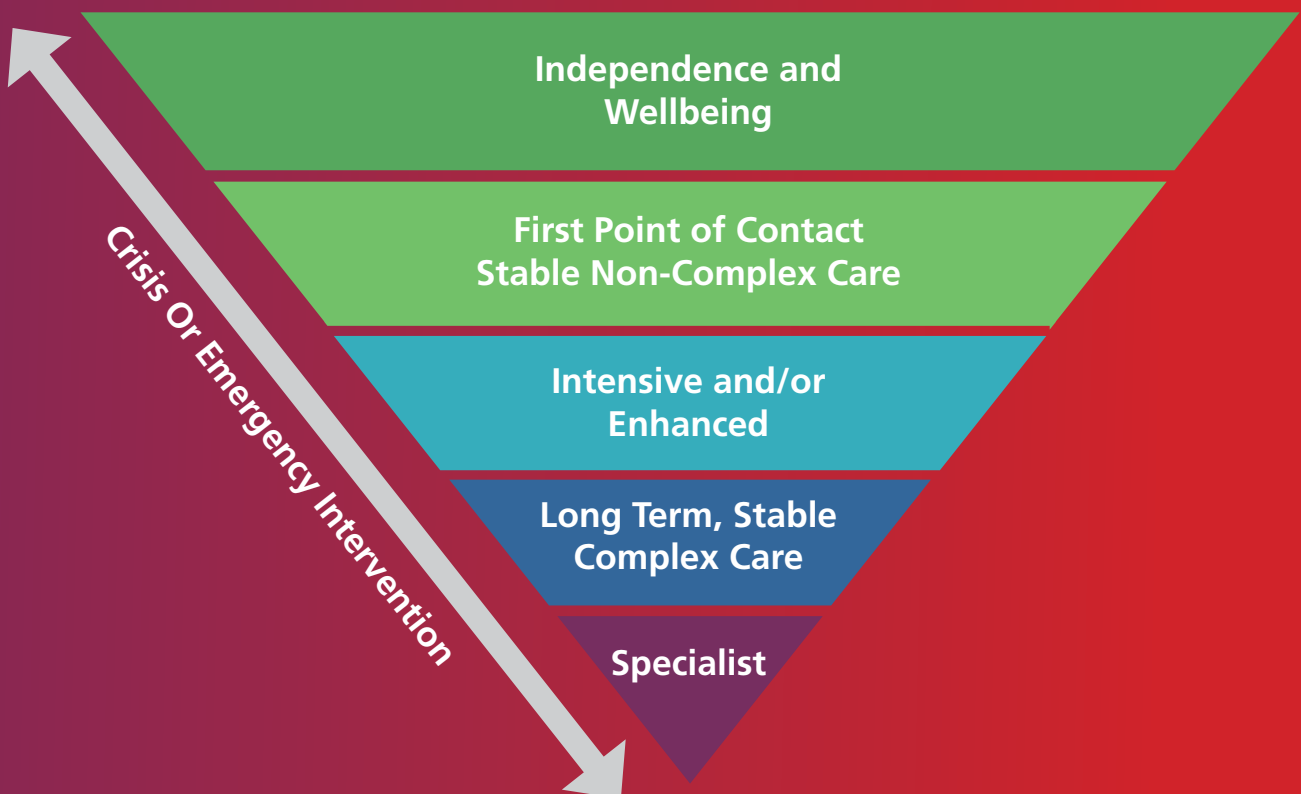 Independence and
Wellbeing
First Point of Contact
Stable Non-Complex Care
Intensive and/or
Enhanced
Long Term, Stable
Complex Care
Specialist
Crisis Or Emergency Intervention